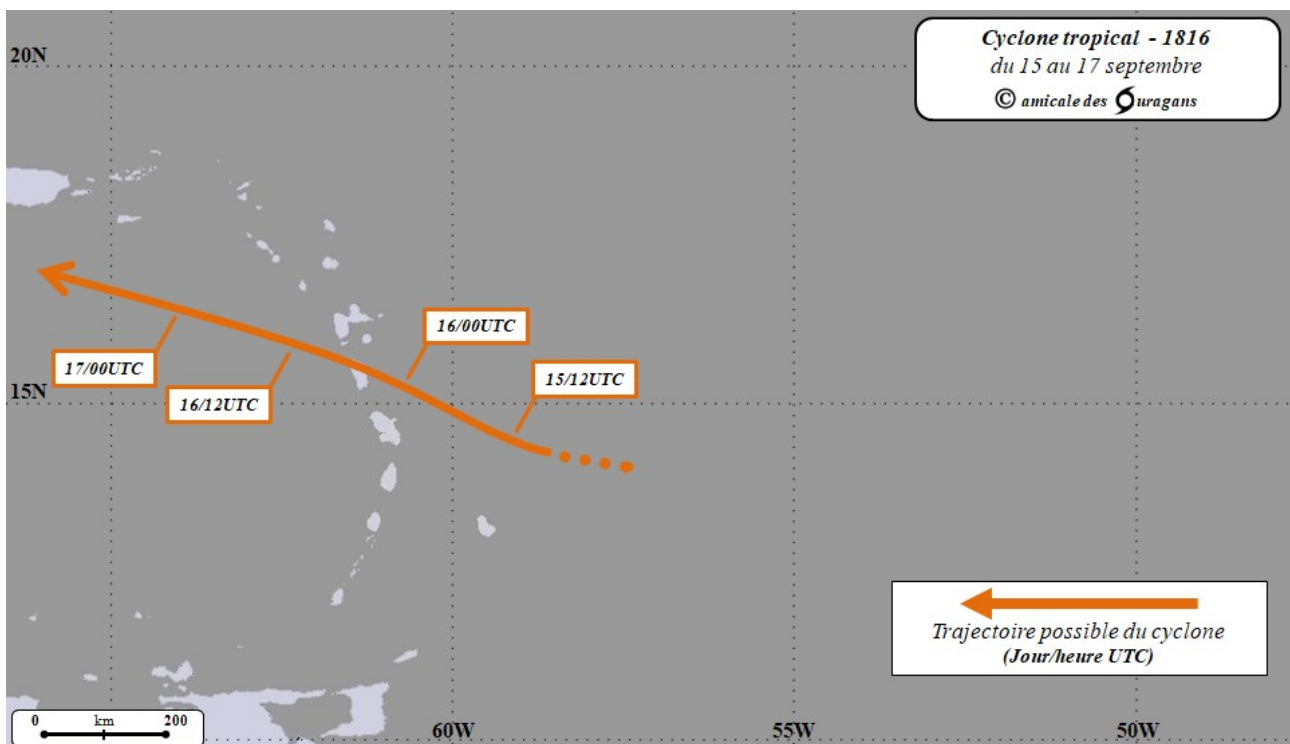 20N
Cyclone tropical - 1816
du 15 au 17 septembre
© amicale des Ouragans
16/00UTC
17/00UTC
15/12UTC
16/12UTC
15N
Trajectoire possible du cyclone
(Jour/heure UTC)
0 km 200
60W 55W 50W